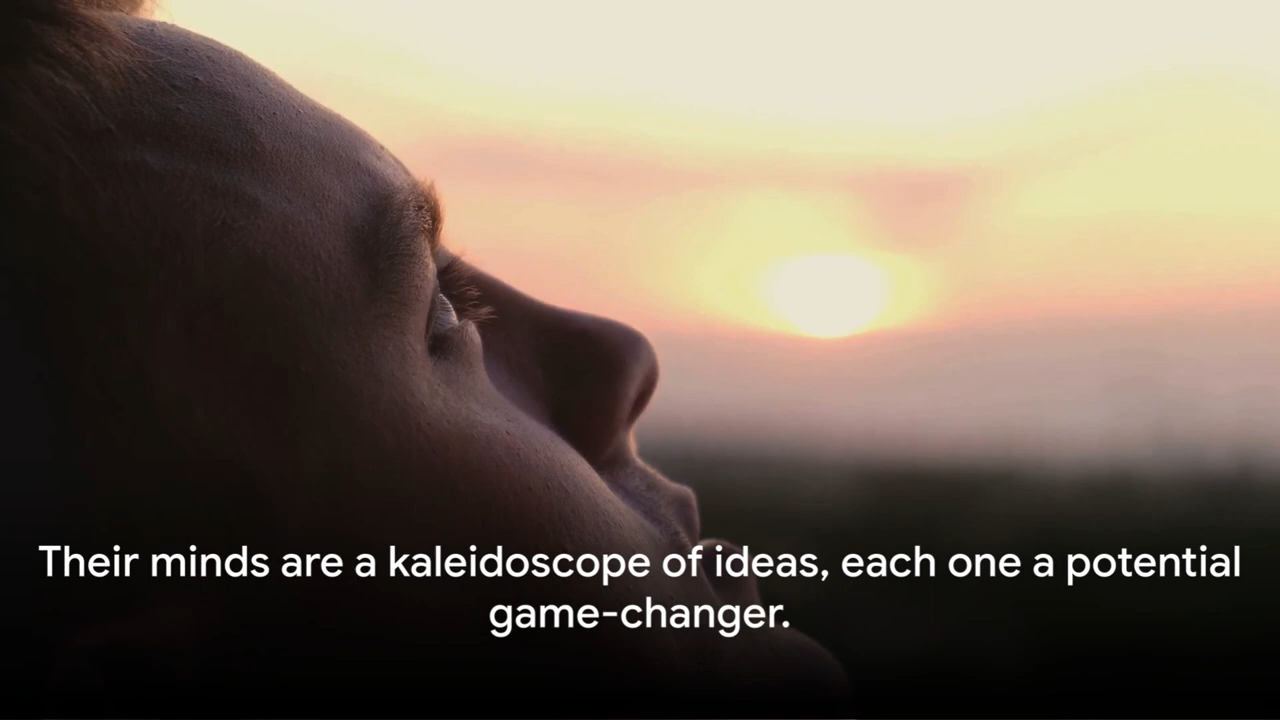 Their minds are a kaleidoscope of ideas, each one a potential
game-changer.